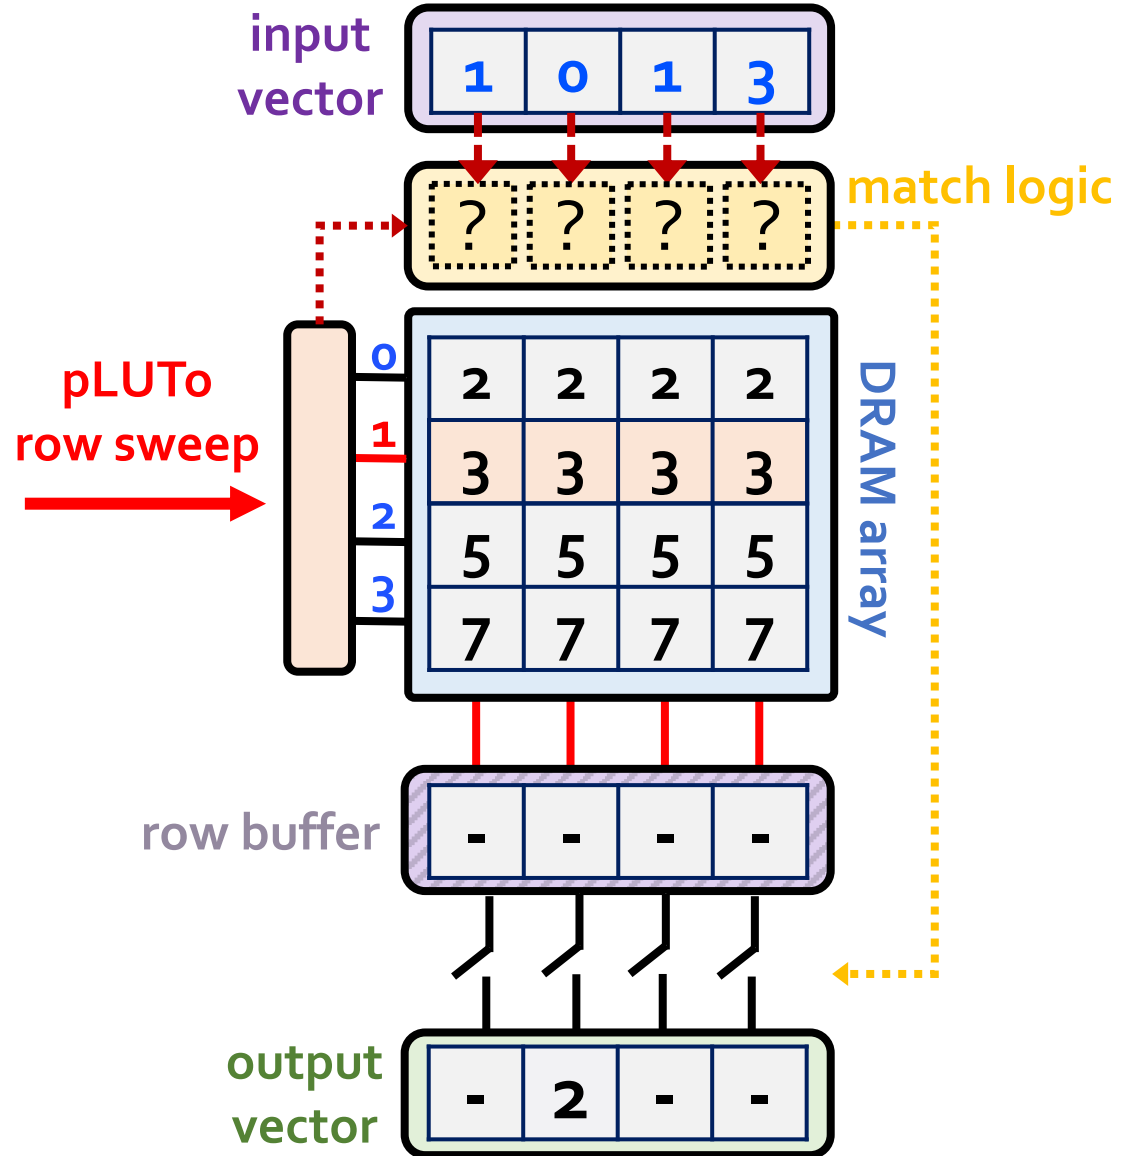 input
vector
1 0 1 3
? ? ? ?
match logic
pLUTo
row sweep
0
1
2
3
2 2 2 2
3 3 3 3
5 5 5 5
7 7 7 7
DRAM array
row buffer
- - - -
output
vector
- 2 - -